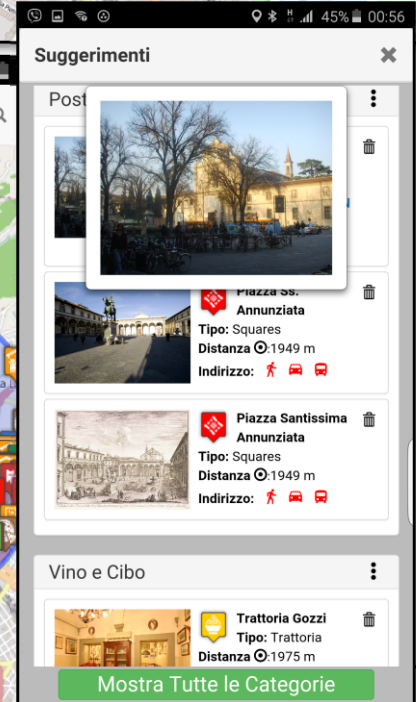 H 45% 00:56
Suggerimenti
Post
Piazza Ss.
Annunziata
Tipo: Squares
Distanza :1949 m
Indirizzo:
Piazza Santissima
Annunziata
Tipo: Squares
Distanza :1949 m
Indirizzo:
Vino e Cibo
Trattoria Gozzi
Tipo: Trattoria
Distanza :1975 m
Mostra Tutte le Categorie